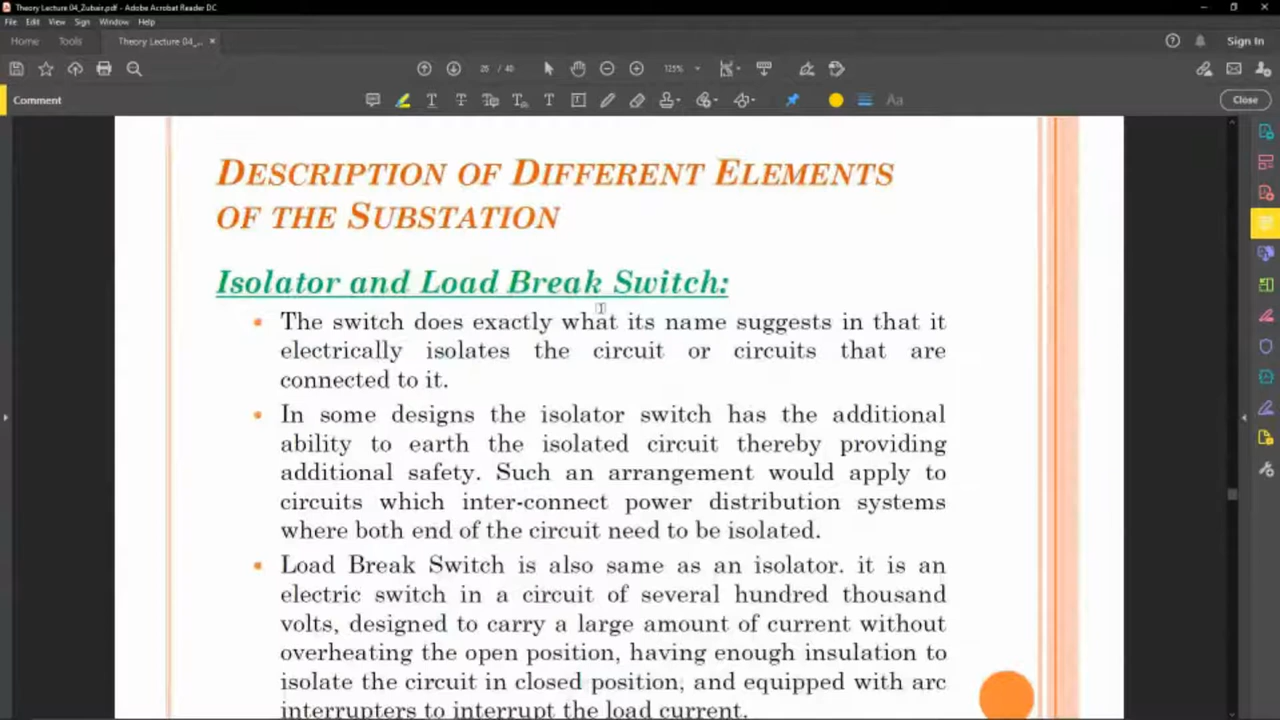 Theory Lecture 04_Zubair.pdf - Adobe Acrobat Reader DC
File Edit View Sign Window Help
Home Tools Theory Lecture 04_... × Sign In
26 / 40 125%
Comment Close
DESCRIPTION OF DIFFERENT ELEMENTS
OF THE SUBSTATION
Isolator and Load Break Switch:
• The switch does exactly what its name suggests in that it
electrically isolates the circuit or circuits that are
connected to it.
• In some designs the isolator switch has the additional
ability to earth the isolated circuit thereby providing
additional safety. Such an arrangement would apply to
circuits which inter-connect power distribution systems
where both end of the circuit need to be isolated.
• Load Break Switch is also same as an isolator. it is an
electric switch in a circuit of several hundred thousand
volts, designed to carry a large amount of current without
overheating the open position, having enough insulation to
isolate the circuit in closed position, and equipped with arc
interrupters to interrupt the load current.